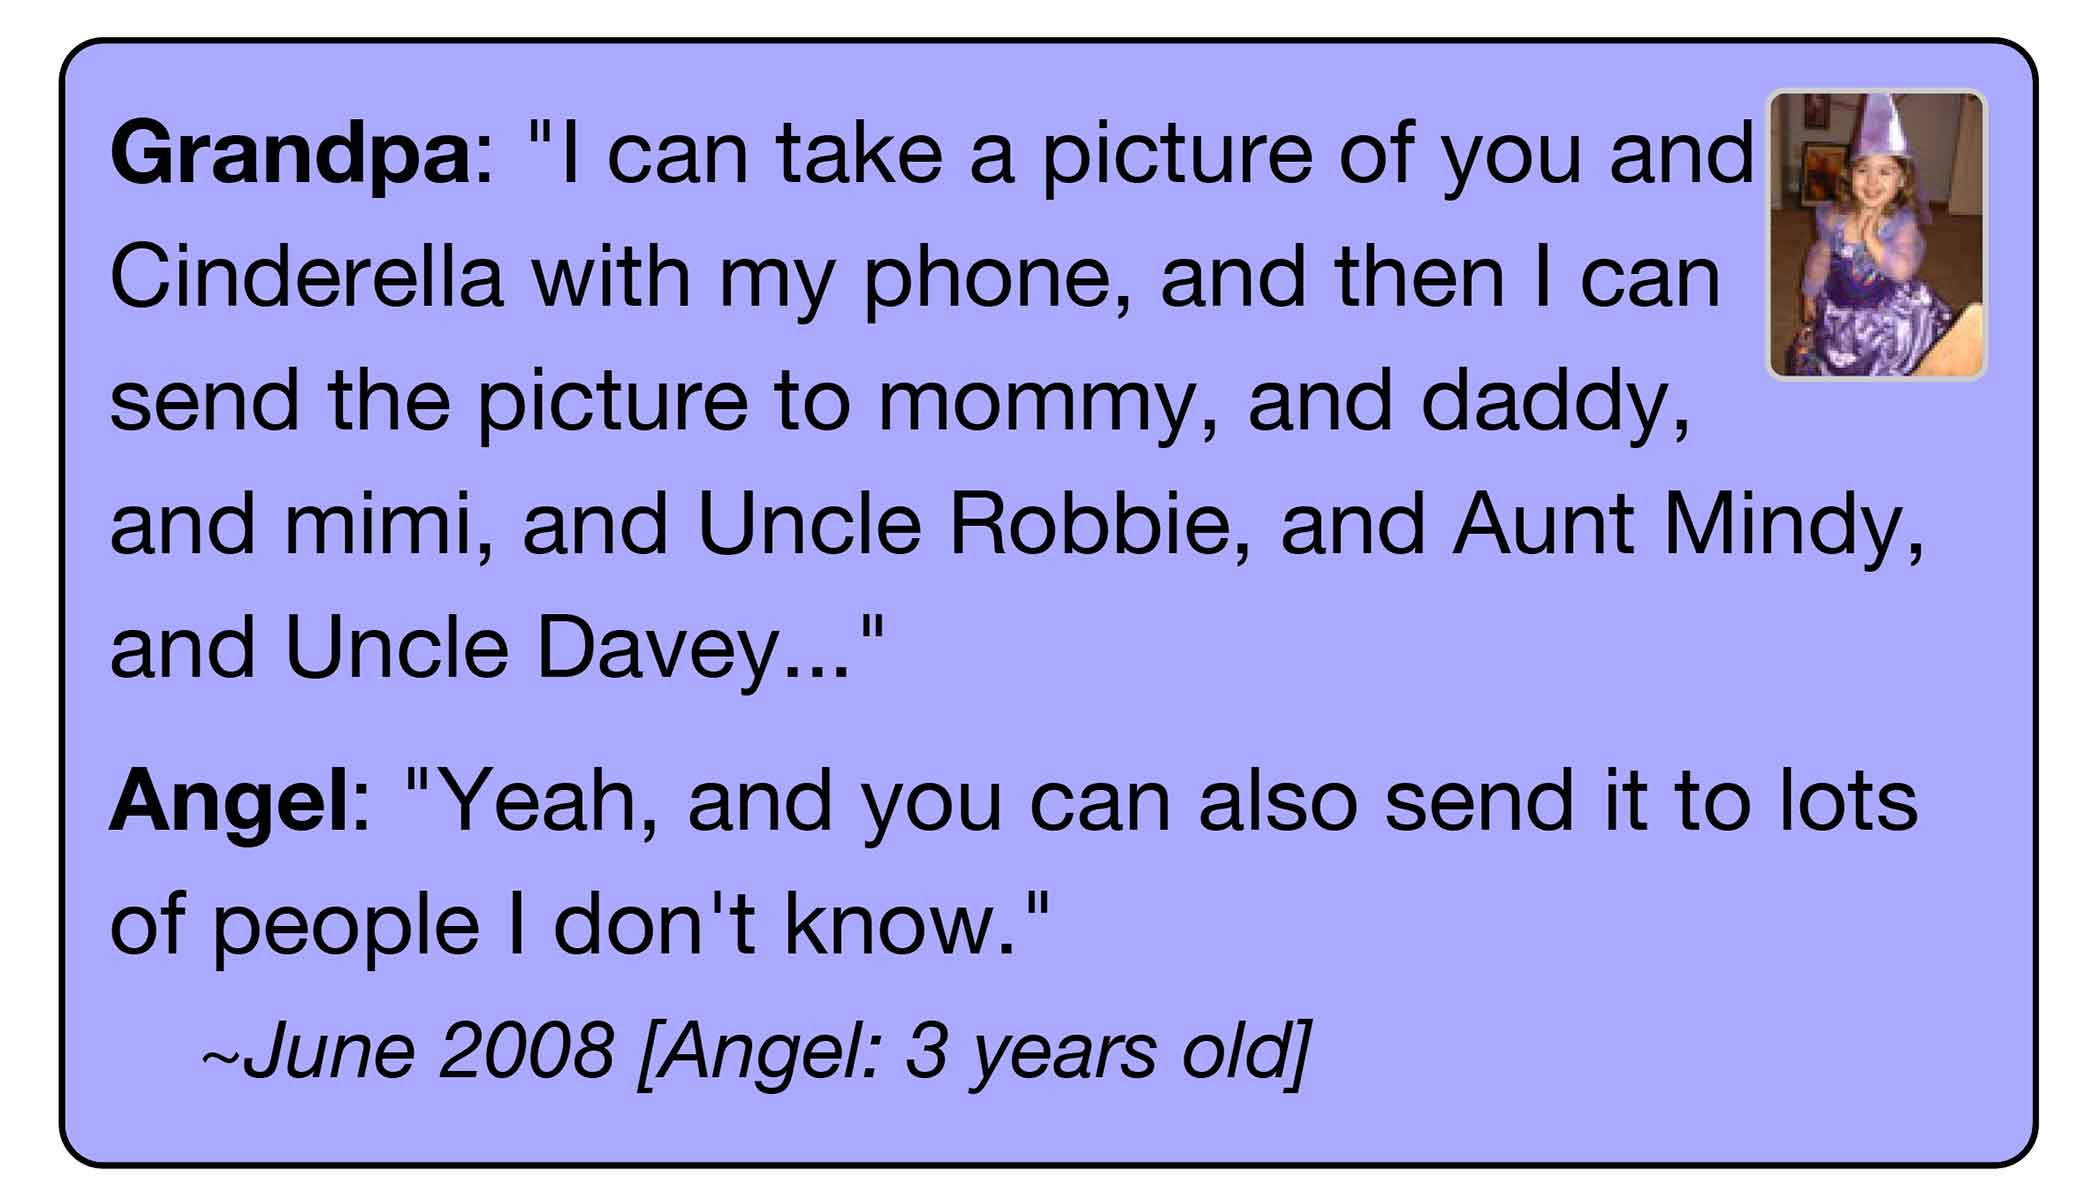 Grandpa: "I can take a picture of you and
Cinderella with my phone, and then I can
send the picture to mommy, and daddy,
and mimi, and Uncle Robbie, and Aunt Mindy,
and Uncle Davey..."
Angel: "Yeah, and you can also send it to lots
of people I don't know."
~June 2008 [Angel: 3 years old]